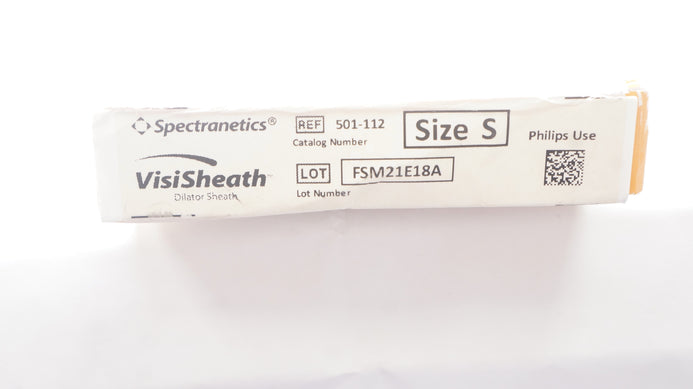 Spectranetics®
REF 501-112
Catalog Number
Size S
Philips Use
VisiSheath
Dilator Sheath
LOT FSM21E18A
Lot Number